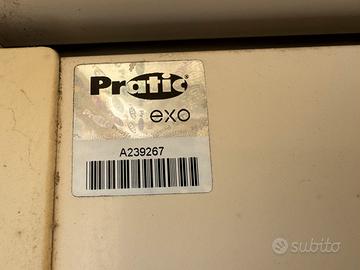 Pratic
exo
A239267
subito